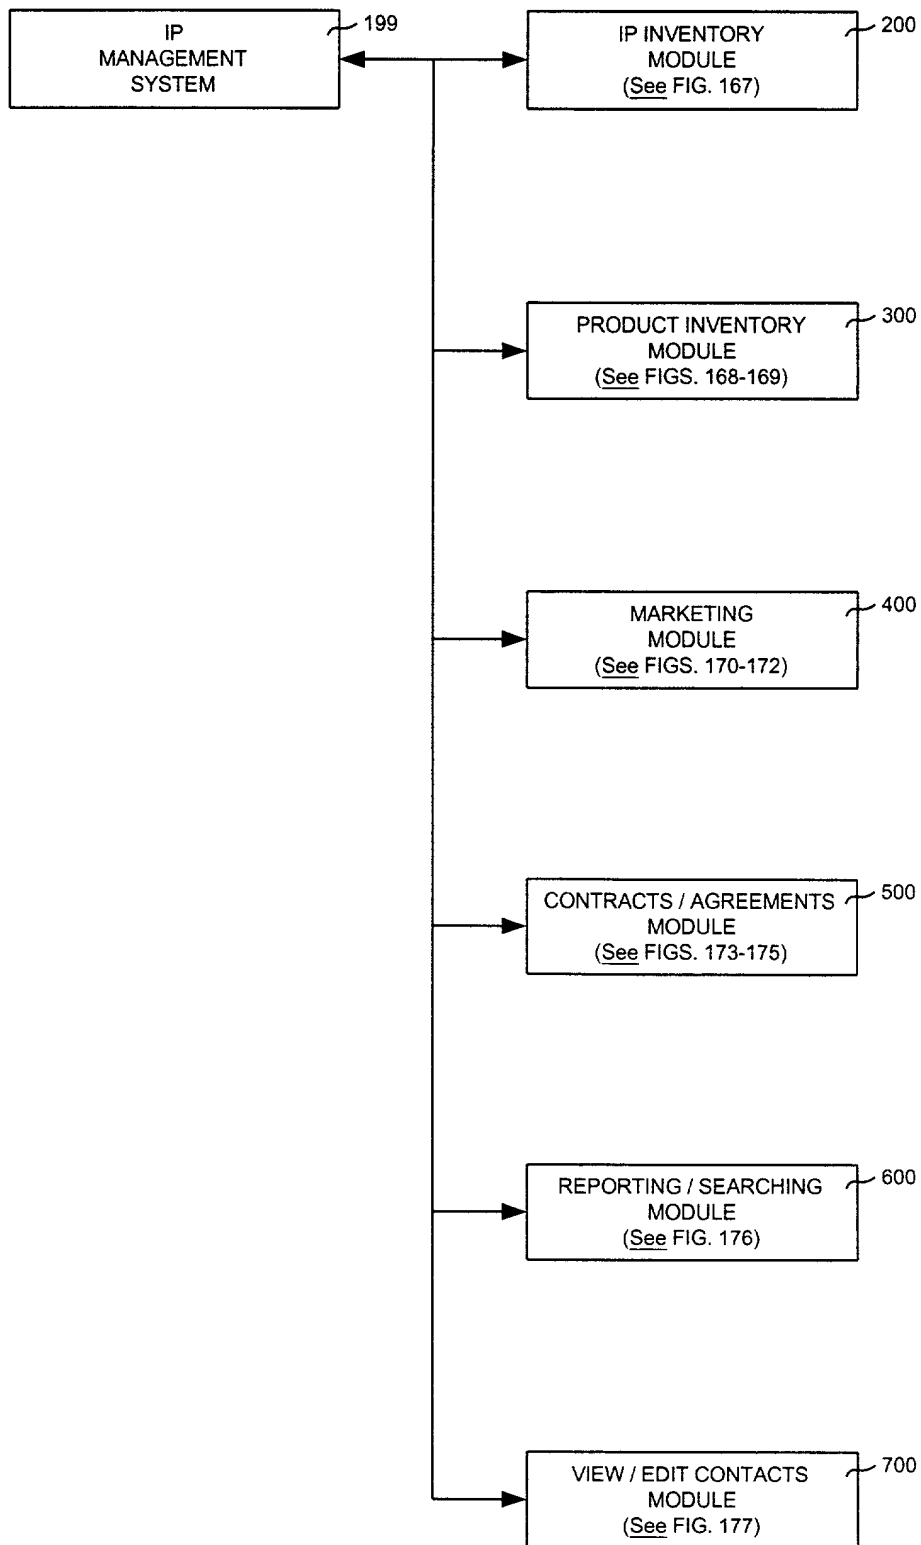 IP
MANAGEMENT
SYSTEM
199
IP INVENTORY
MODULE
(See FIG. 167)
200
PRODUCT INVENTORY
MODULE
(See FIGS. 168-169)
300
MARKETING
MODULE
(See FIGS. 170-172)
400
CONTRACTS / AGREEMENTS
MODULE
(See FIGS. 173-175)
500
REPORTING / SEARCHING
MODULE
(See FIG. 176)
600
VIEW / EDIT CONTACTS
MODULE
(See FIG. 177)
700